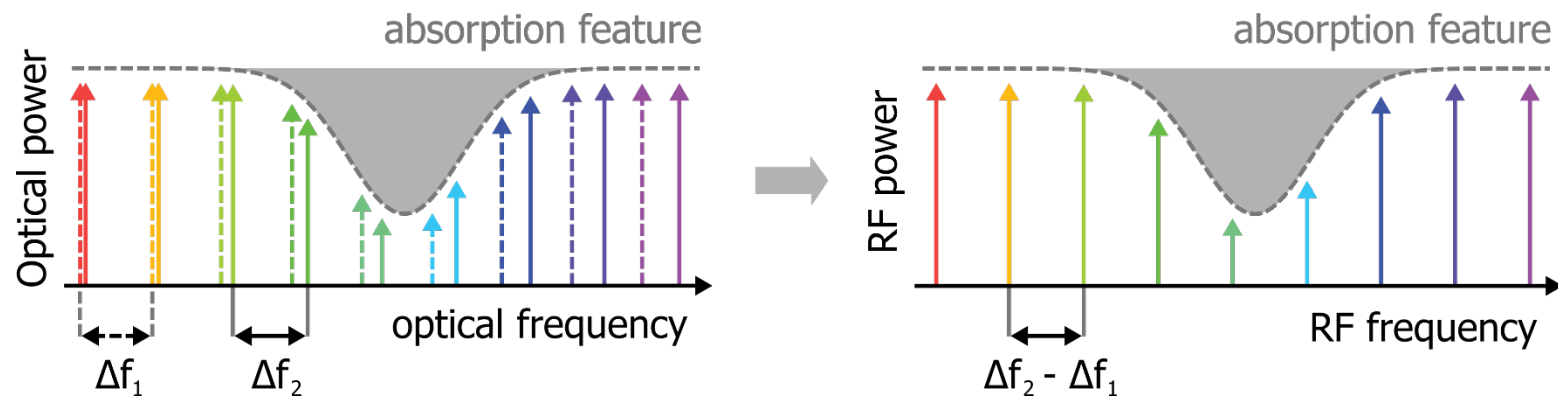 absorption feature
Optical power
optical frequency
Δf₁
Δf₂
absorption feature
RF power
RF frequency
Δf₂ - Δf₁